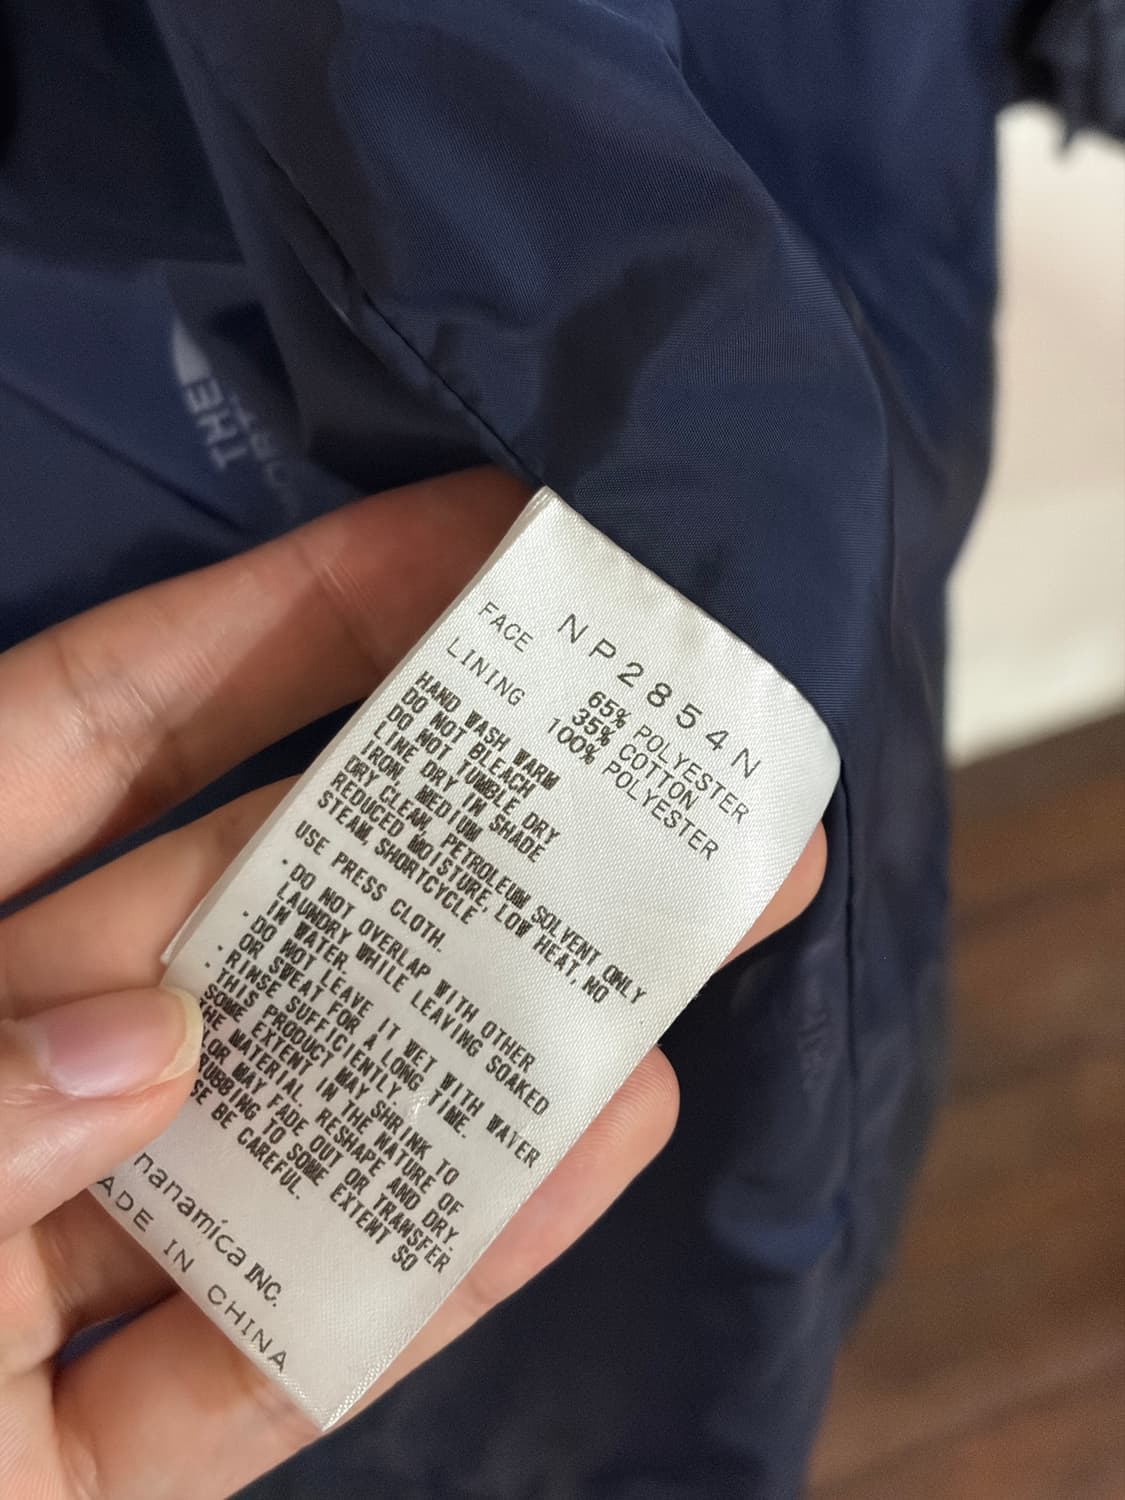 THE
NP2854N
FACE 65% POLYESTER
35% COTTON
LINING 100% POLYESTER
HAND WASH WARM
DO NOT BLEACH
DO NOT TUMBLE DRY
LINE DRY IN SHADE
IRON, MEDIUM
DRY CLEAN, PETROLEUM SOLVENT ONLY
REDUCED MOISTURE, LOW HEAT, NO
STEAM, SHORTCYCLE
USE PRESS CLOTH.
・DO NOT OVERLAP WITH OTHER
LAUNDRY WHILE LEAVING SOAKED
IN WATER.
・DO NOT LEAVE IT WET WITH WATER
OR SWEAT FOR A LONG TIME.
・RINSE SUFFICIENTLY.
・THIS PRODUCT MAY SHRINK TO
SOME EXTENT IN THE NATURE OF
HE MATERIAL. RESHAPE AND DRY.
OR MAY FADE OUT OR TRANSFER
UBBING TO SOME EXTENT SO
SE BE CAREFUL.
nanamica INC.
ADE IN CHINA